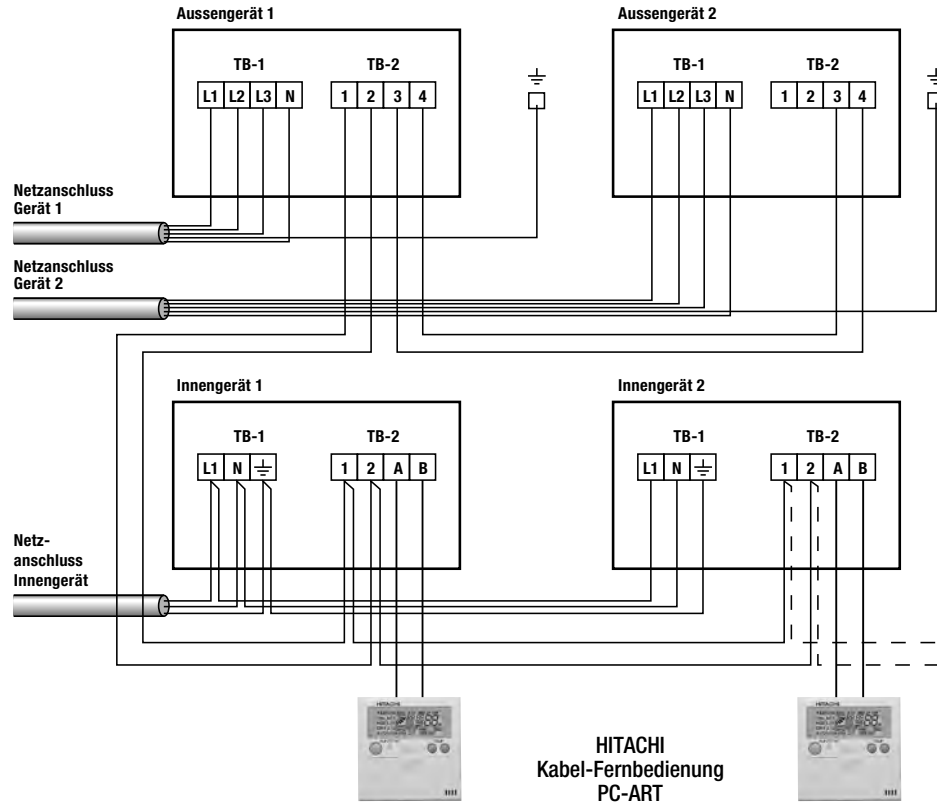 Aussengerät 1
Aussengerät 2
TB-1
TB-2
TB-1
TB-2
L1 L2 L3 N
1 2 3 4
L1 L2 L3 N
1 2 3 4
Netzanschluss
Gerät 1
Netzanschluss
Gerät 2
Innengerät 1
Innengerät 2
TB-1
TB-2
TB-1
TB-2
L1 N
1 2 A B
L1 N
1 2 A B
Netz-
anschluss
Innengerät
HITACHI
HITACHI
HITACHI
Kabel-Fernbedienung
PC-ART